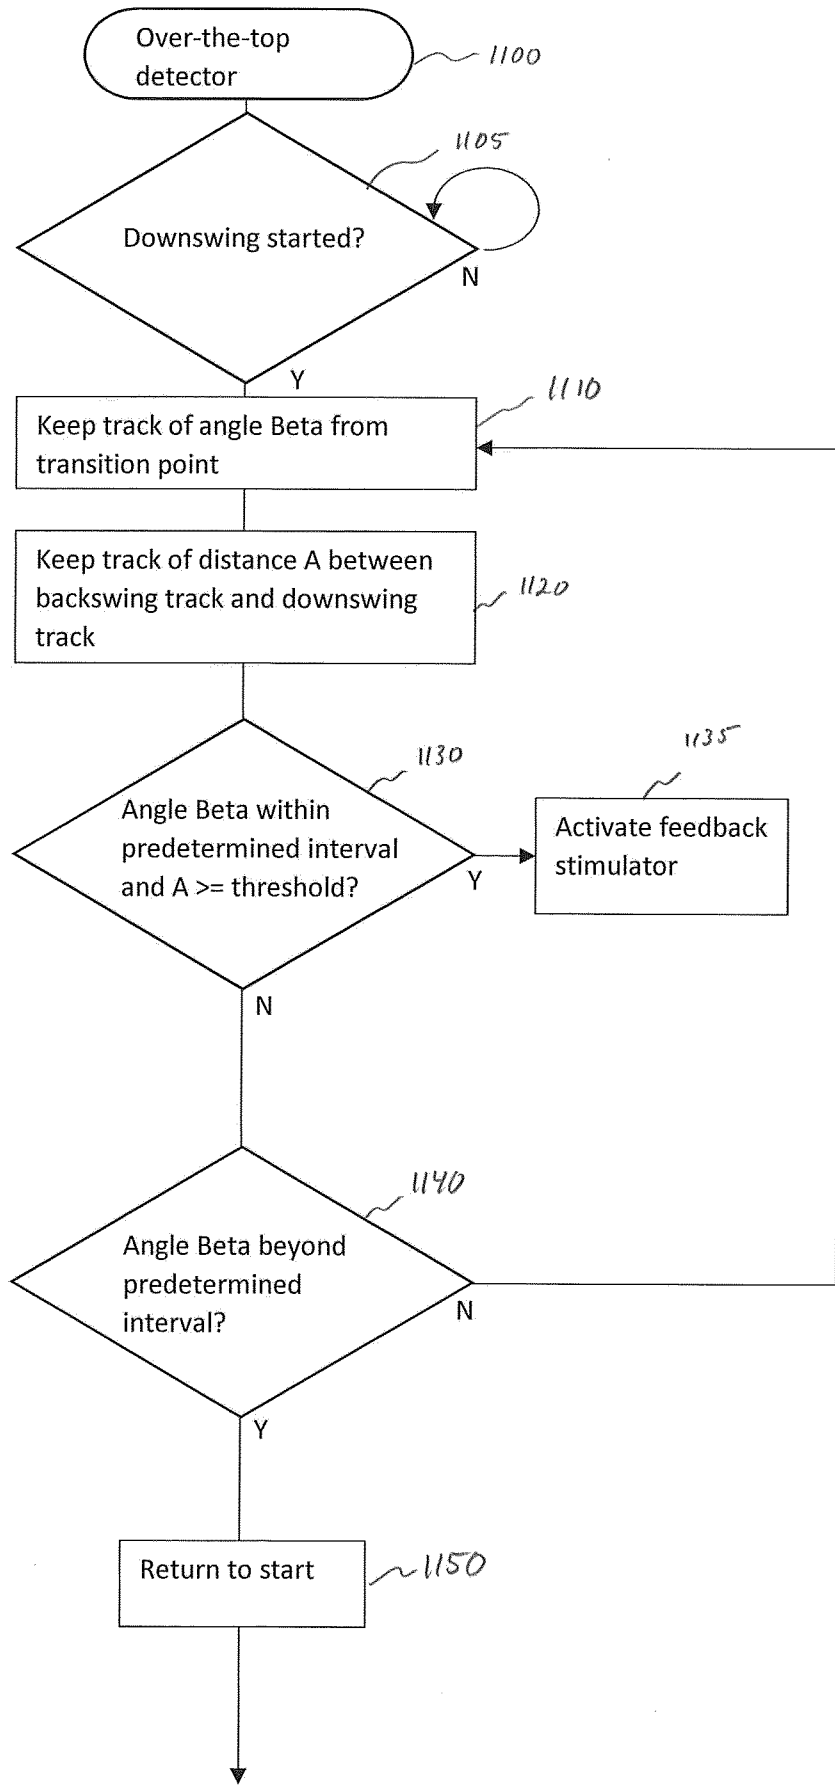 Over-the-top
detector
1100
1105
Downswing started?
N
Y
1110
Keep track of angle Beta from
transition point
Keep track of distance A between
backswing track and downswing
track
1120
1130
1135
Angle Beta within
predetermined interval
and A >= threshold?
Y
Activate feedback
stimulator
N
1140
Angle Beta beyond
predetermined
interval?
N
Y
Return to start
1150